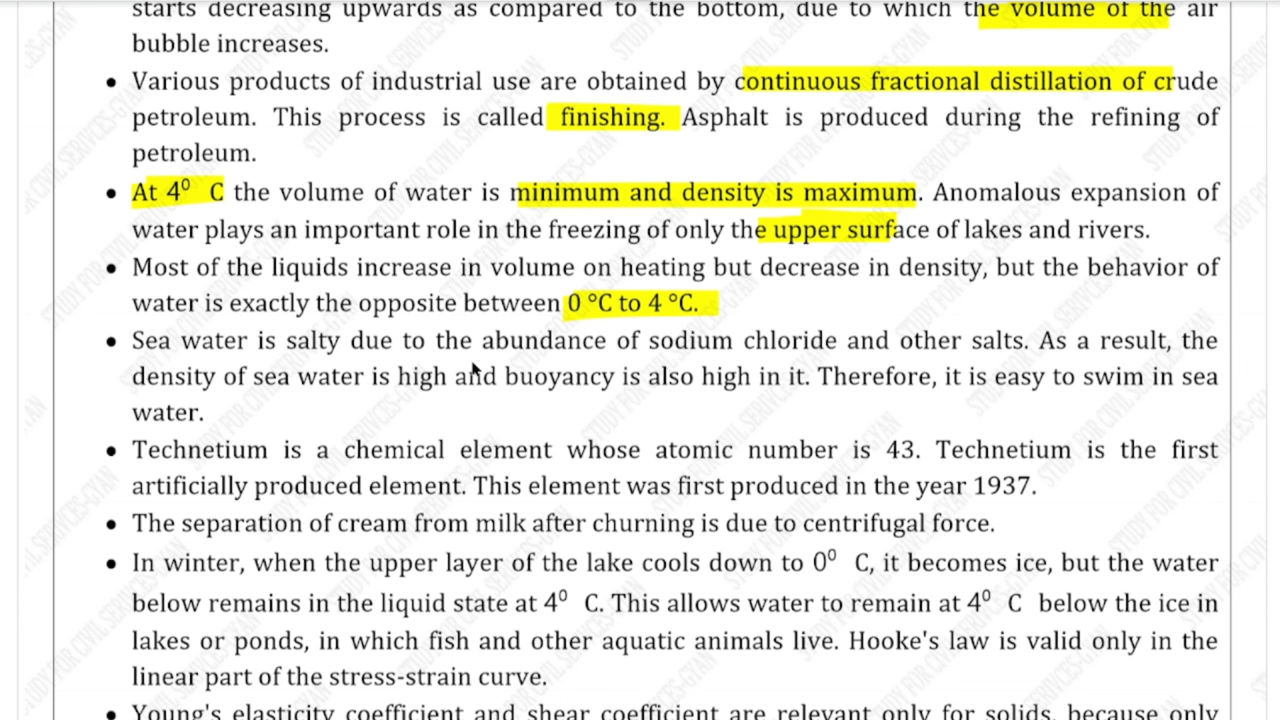 starts decreasing upwards as compared to the bottom, due to which the volume of the air
bubble increases.
• Various products of industrial use are obtained by continuous fractional distillation of crude
petroleum. This process is called finishing. Asphalt is produced during the refining of
petroleum.
• At 4⁰ C the volume of water is minimum and density is maximum. Anomalous expansion of
water plays an important role in the freezing of only the upper surface of lakes and rivers.
• Most of the liquids increase in volume on heating but decrease in density, but the behavior of
water is exactly the opposite between 0 °C to 4 °C.
• Sea water is salty due to the abundance of sodium chloride and other salts. As a result, the
density of sea water is high and buoyancy is also high in it. Therefore, it is easy to swim in sea
water.
• Technetium is a chemical element whose atomic number is 43. Technetium is the first
artificially produced element. This element was first produced in the year 1937.
• The separation of cream from milk after churning is due to centrifugal force.
• In winter, when the upper layer of the lake cools down to 0⁰ C, it becomes ice, but the water
below remains in the liquid state at 4⁰ C. This allows water to remain at 4⁰ C below the ice in
lakes or ponds, in which fish and other aquatic animals live. Hooke's law is valid only in the
linear part of the stress-strain curve.
• Young's elasticity coefficient and shear coefficient are relevant only for solids, because only